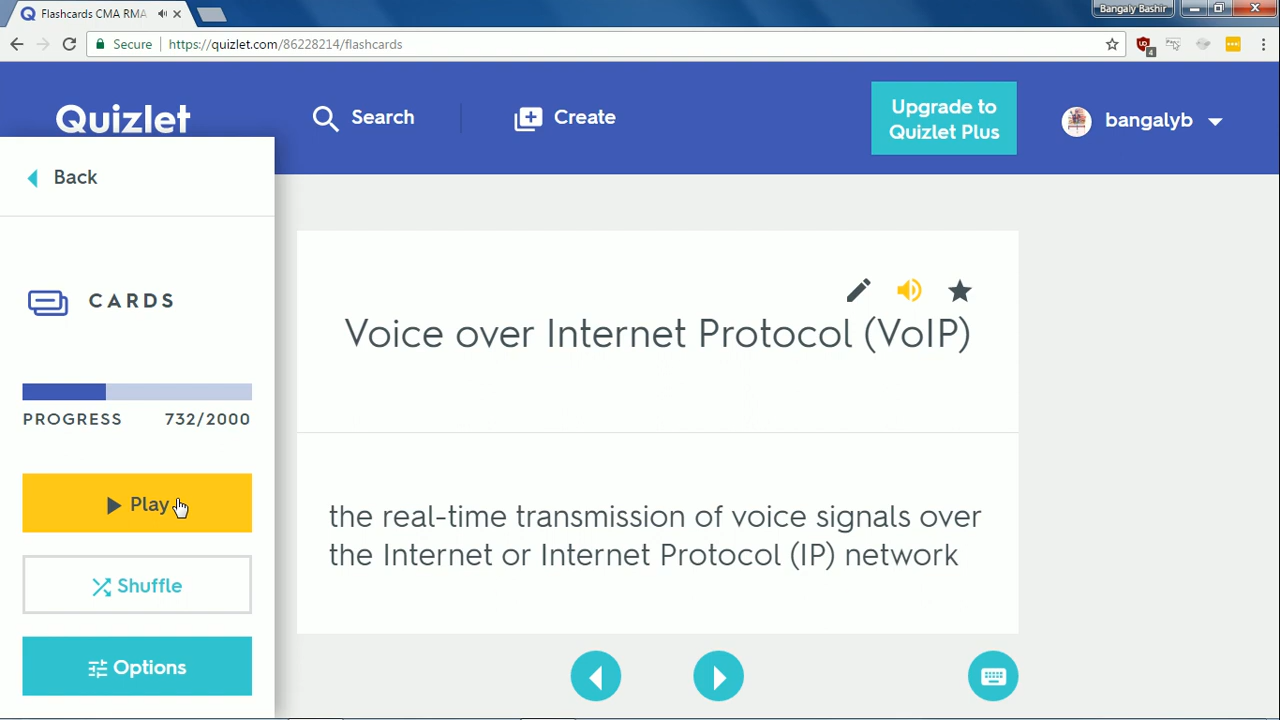 Flashcards CMA RMA
Bangaly Bashir
Secure
https://quizlet.com/86228214/flashcards
4
Quizlet
Search
Create
Upgrade to
Quizlet Plus
bangalyb
Back
CARDS
PROGRESS 732/2000
Play
Shuffle
Options
Voice over Internet Protocol (VoIP)
the real-time transmission of voice signals over
the Internet or Internet Protocol (IP) network